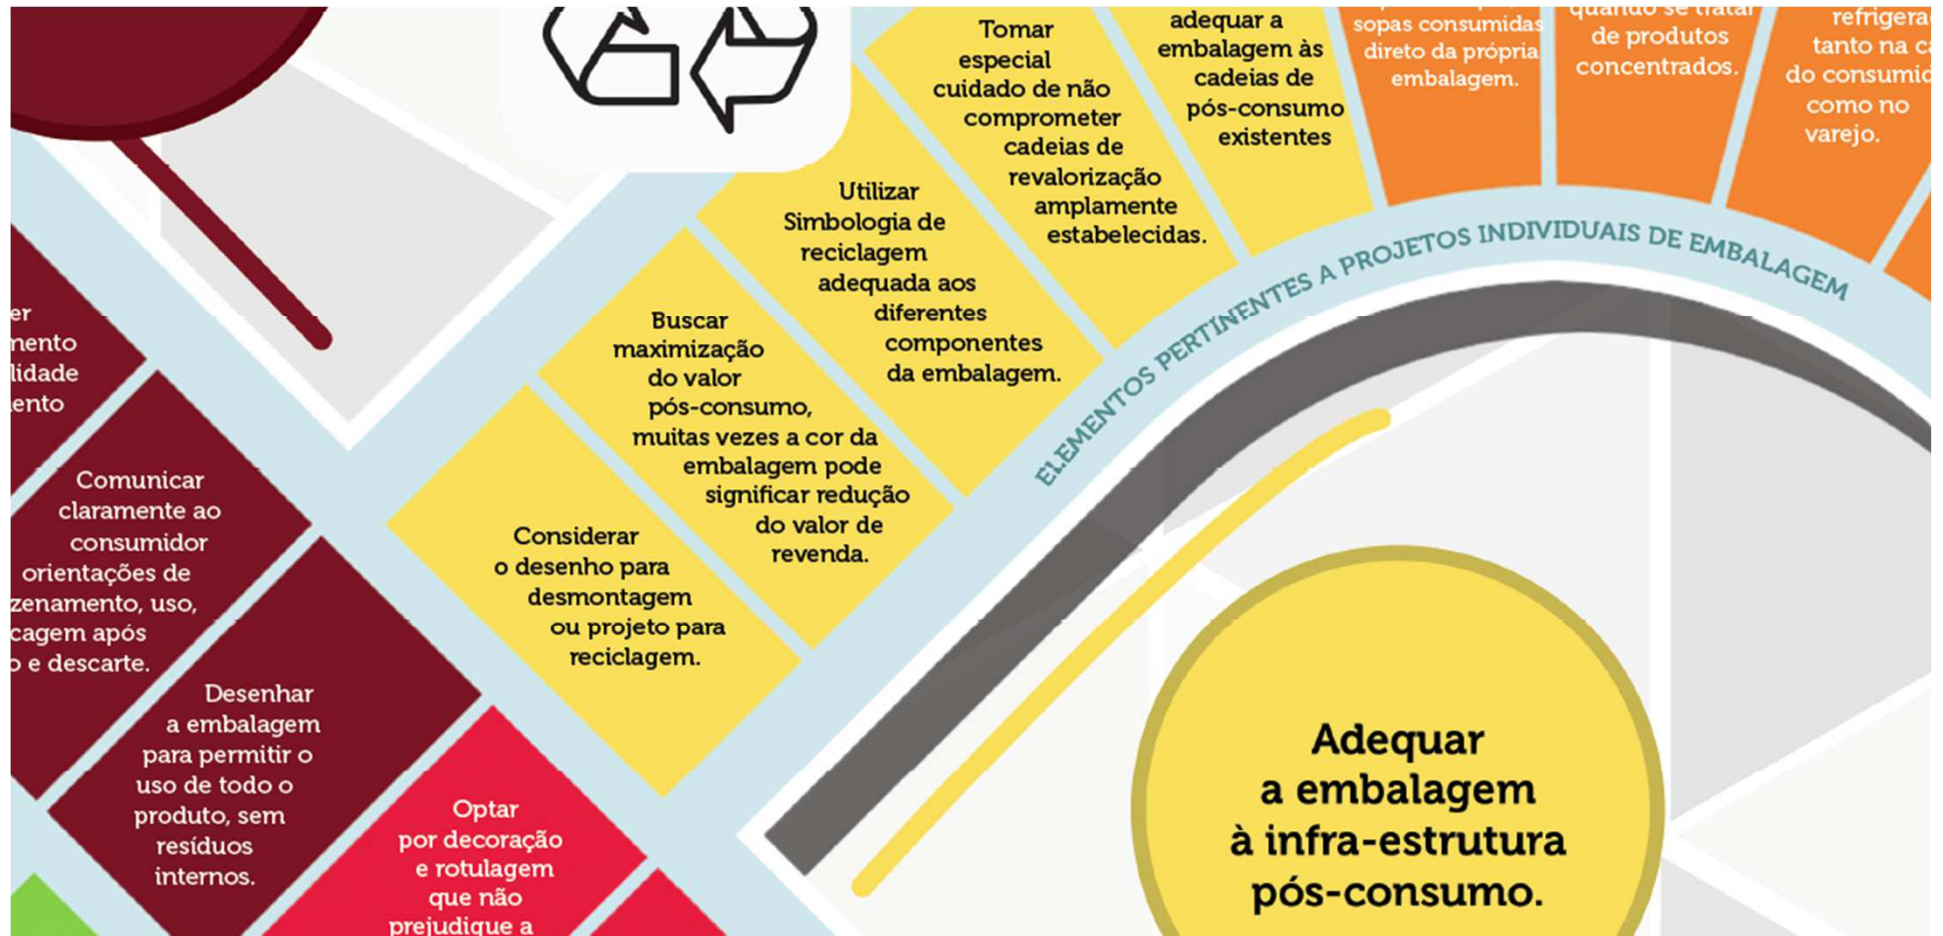 Tomar
especial
cuidado de não
comprometer
cadeias de
revalorização
amplamente
estabelecidas.
adequar a
embalagem às
cadeias de
pós-consumo
existentes
sopas consumidas
direto da própria
embalagem.
quando se tratar
de produtos
concentrados.
tanto na
do
como no
varejo.
Utilizar
Simbologia de
reciclagem
adequada aos
diferentes
componentes
da embalagem.
ELEMENTOS PERTINENTES A PROJETOS INDIVIDUAIS DE EMBALAGEM
Buscar
maximização
do valor
pós-consumo,
muitas vezes a cor da
embalagem pode
significar redução
do valor de
revenda.
Considerar
o desenho para
desmontagem
ou projeto para
reciclagem.
Comunicar
claramente ao
consumidor
orientações de
uso,
após
e descarte.
Desenhar
a embalagem
para permitir o
uso de todo o
produto, sem
resíduos
internos.
Optar
por decoração
e rotulagem
que não
prejudique a
Adequar
a embalagem
à infra-estrutura
pós-consumo.